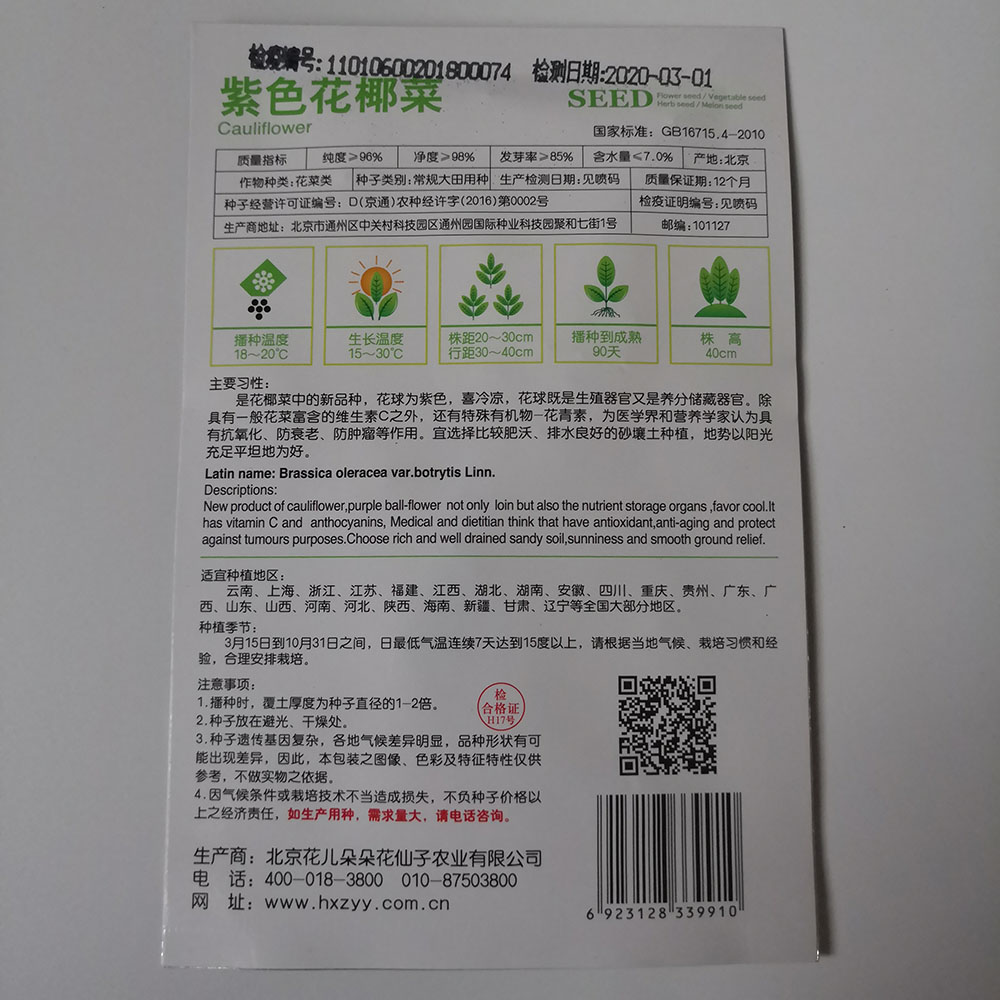 检疫编号:11010600201800074 检测日期:2020-03-01
紫色花椰菜
Cauliflower
SEED Flower seed / Vegetable seed
Herb seed / Melon seed
国家标准：GB16715.4-2010
质量指标 纯度≥96% 净度≥98% 发芽率≥85% 含水量≤7.0% 产地:北京
作物种类:花菜类 种子类别:常规大田用种 生产检测日期:见喷码 质量保证期:12个月
种子经营许可证编号：D(京通)农种经许字(2016)第0002号 检疫证明编号:见喷码
生产商地址：北京市通州区中关村科技园区通州园国际种业科技园聚和七街1号 邮编:101127
播种温度
18～20℃
生长温度
15～30℃
株距20～30cm
行距30～40cm
播种到成熟
90天
株 高
40cm
主要习性：
是花椰菜中的新品种，花球为紫色，喜冷凉，花球既是生殖器官又是养分储藏器官。除
具有一般花菜富含的维生素C之外，还有特殊有机物-花青素，为医学界和营养学家认为具
有抗氧化、防衰老、防肿瘤等作用。宜选择比较肥沃、排水良好的砂壤土种植，地势以阳光
充足平坦地为好。
Latin name: Brassica oleracea var.botrytis Linn.
Descriptions:
New product of cauliflower,purple ball-flower not only loin but also the nutrient storage organs ,favor cool.It
has vitamin C and anthocyanins, Medical and dietitian think that have antioxidant,anti-aging and protect
against tumours purposes.Choose rich and well drained sandy soil,sunniness and smooth ground relief.
适宜种植地区：
云南、上海、浙江、江苏、福建、江西、湖北、湖南、安徽、四川、重庆、贵州、广东、广
西、山东、山西、河南、河北、陕西、海南、新疆、甘肃、辽宁等全国大部分地区。
种植季节：
3月15日到10月31日之间，日最低气温连续7天达到15度以上，请根据当地气候、栽培习惯和经
验，合理安排栽培。
注意事项：
1.播种时，覆土厚度为种子直径的1-2倍。
2.种子放在避光、干燥处。
3.种子遗传基因复杂，各地气候差异明显，品种形状有可
能出现差异，因此，本包装之图像、色彩及特征特性仅供
参考，不做实物之依据。
4.因气候条件或栽培技术不当造成损失，不负种子价格以
上之经济责任，如生产用种，需求量大，请电话咨询。
检
合格证
H17号
生产商：北京花儿朵朵花仙子农业有限公司
电 话：400-018-3800 010-87503800
网 址：www.hxzyy.com.cn
6 923128 339910